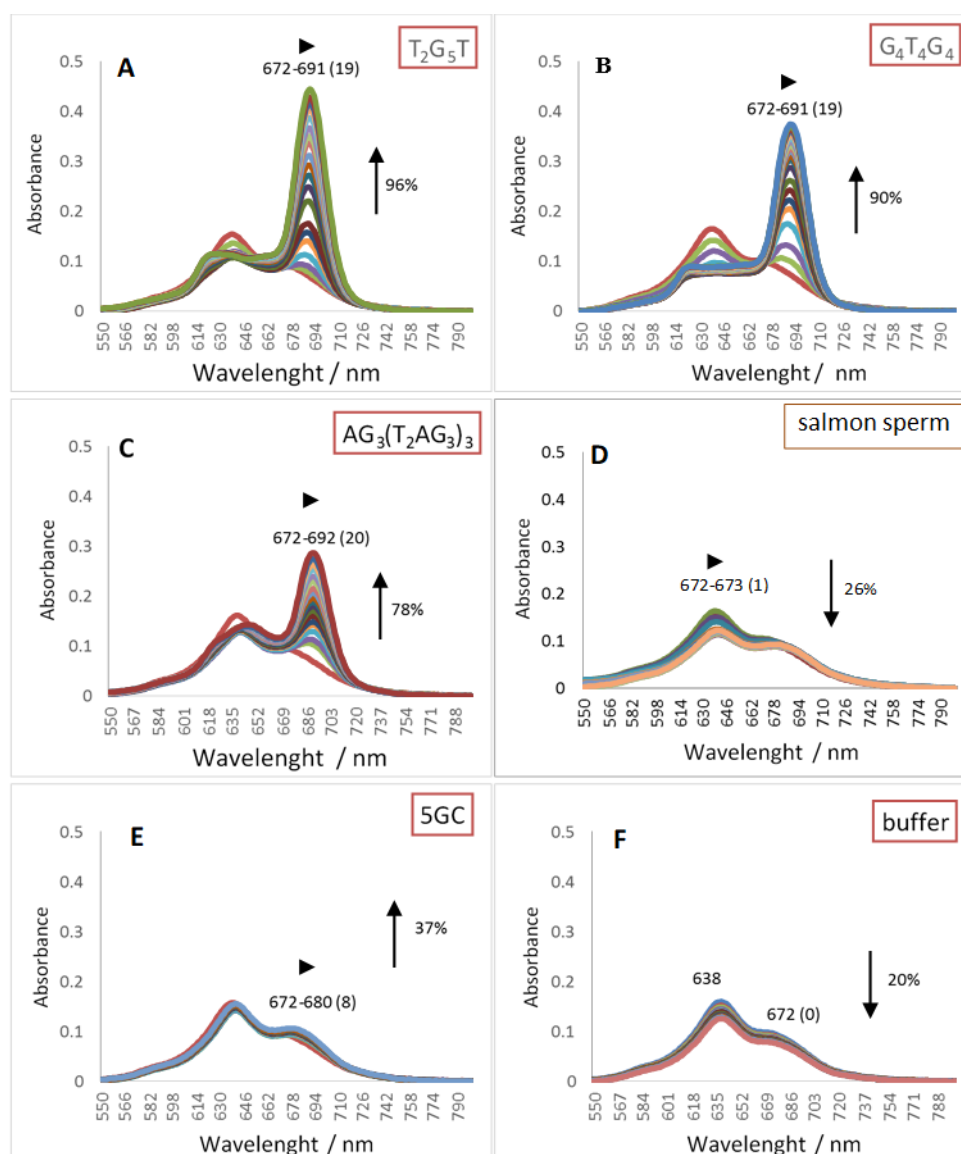 A
T₂G₅T
672-691 (19)
96%
Absorbance
0.5
0.4
0.3
0.2
0.1
0
550 566 582 598 614 630 646 662 678 694 710 726 742 758 774 790
Wavelenght / nm
B
G₄T₄G₄
672-691 (19)
90%
Absorbance
0.5
0.4
0.3
0.2
0.1
0
550 566 582 598 614 630 646 662 678 694 710 726 742 758 774 790
Wavelenght / nm
C
AG₃(T₂AG₃)₃
672-692 (20)
78%
Absorbance
0.5
0.4
0.3
0.2
0.1
0
550 567 584 601 618 635 652 669 686 703 720 737 754 771 788
Wavelenght / nm
D
salmon sperm
672-673 (1)
26%
Absorbance
0.5
0.4
0.3
0.2
0.1
0
550 566 582 598 614 630 646 662 678 694 710 726 742 758 774 790
Wavelenght / nm
E
5GC
37%
672-680 (8)
Absorbance
0.5
0.4
0.3
0.2
0.1
0
550 566 582 598 614 630 646 662 678 694 710 726 742 758 774 790
Wavelenght / nm
F
buffer
638
672 (0)
20%
Absorbance
0.5
0.4
0.3
0.2
0.1
0
550 567 584 601 618 635 652 669 686 703 720 737 754 771 788
Wavelenght / nm